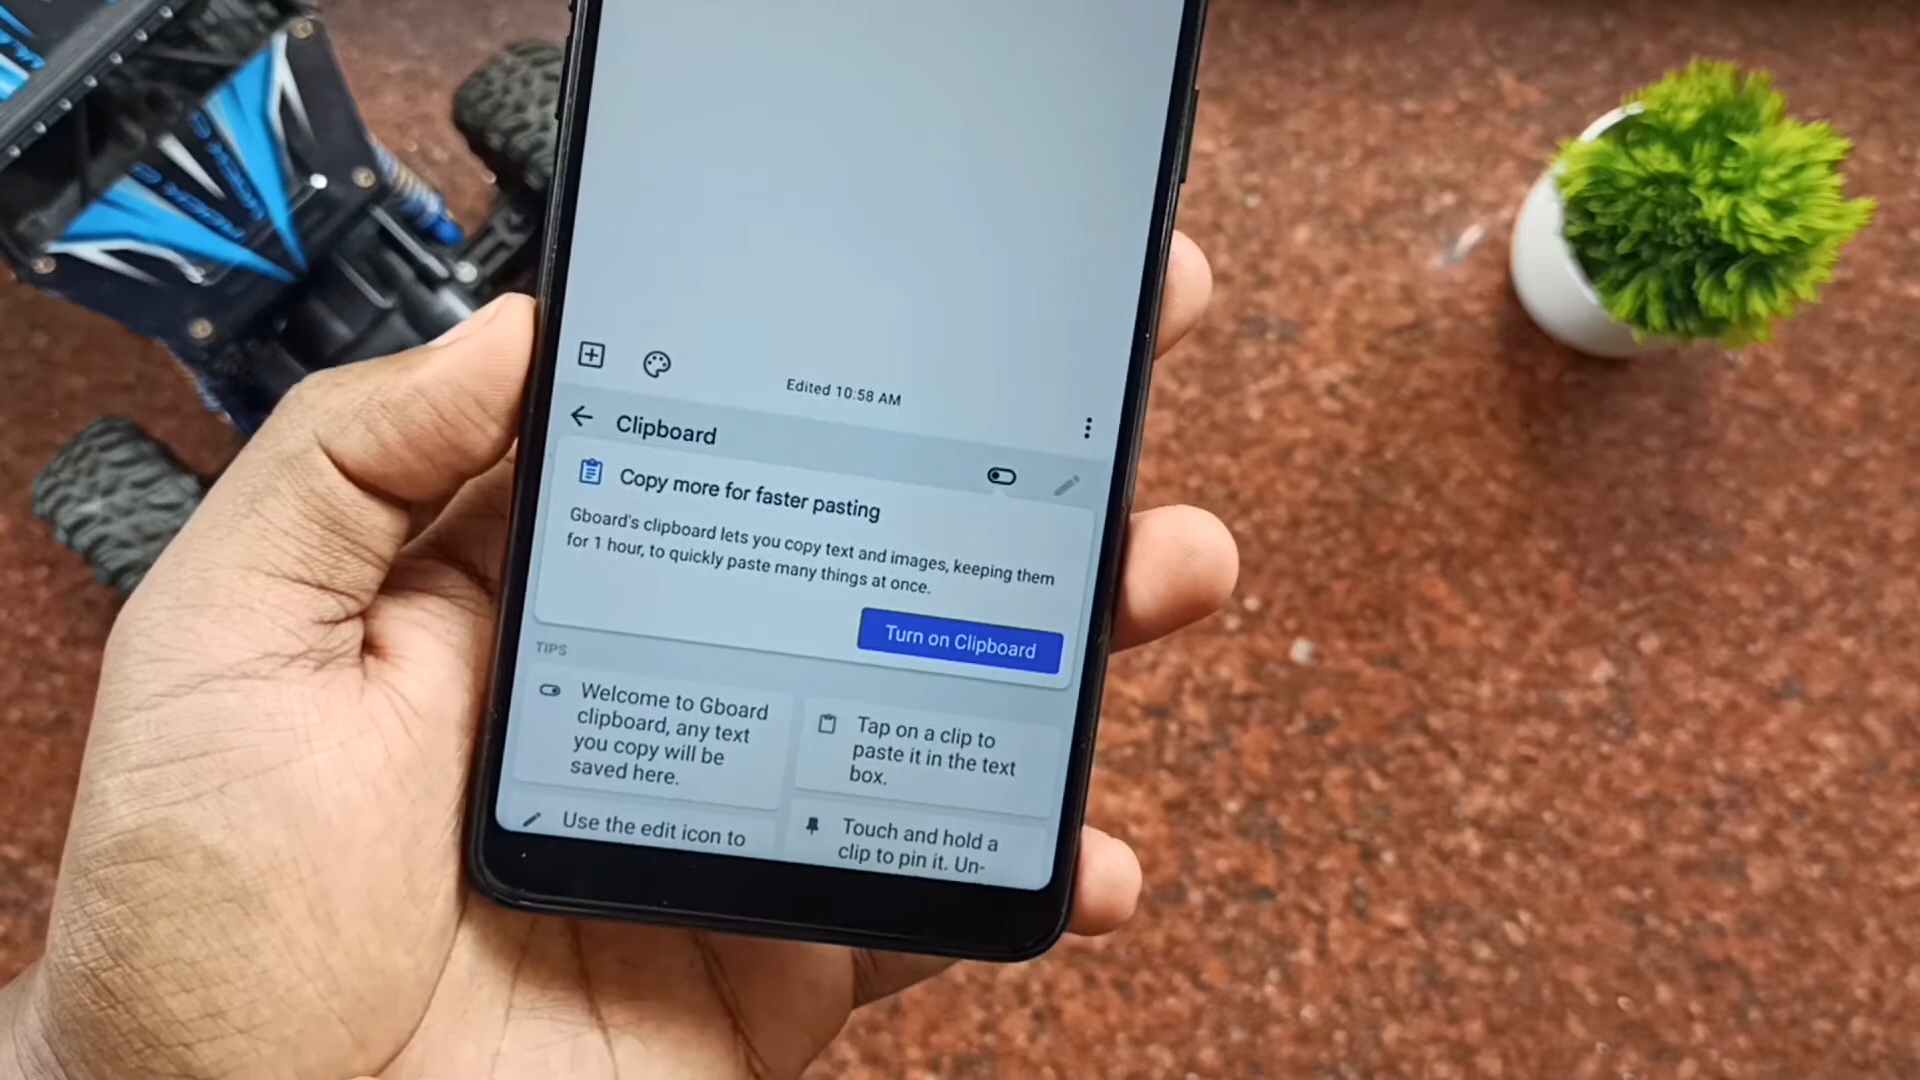 Edited 10:58 AM
Clipboard
Copy more for faster pasting
Gboard's clipboard lets you copy text and images, keeping them
for 1 hour, to quickly paste many things at once.
Turn on Clipboard
TIPS
Welcome to Gboard
clipboard, any text
you copy will be
saved here.
Tap on a clip to
paste it in the text
box.
Use the edit icon to
Touch and hold a
clip to pin it. Un-